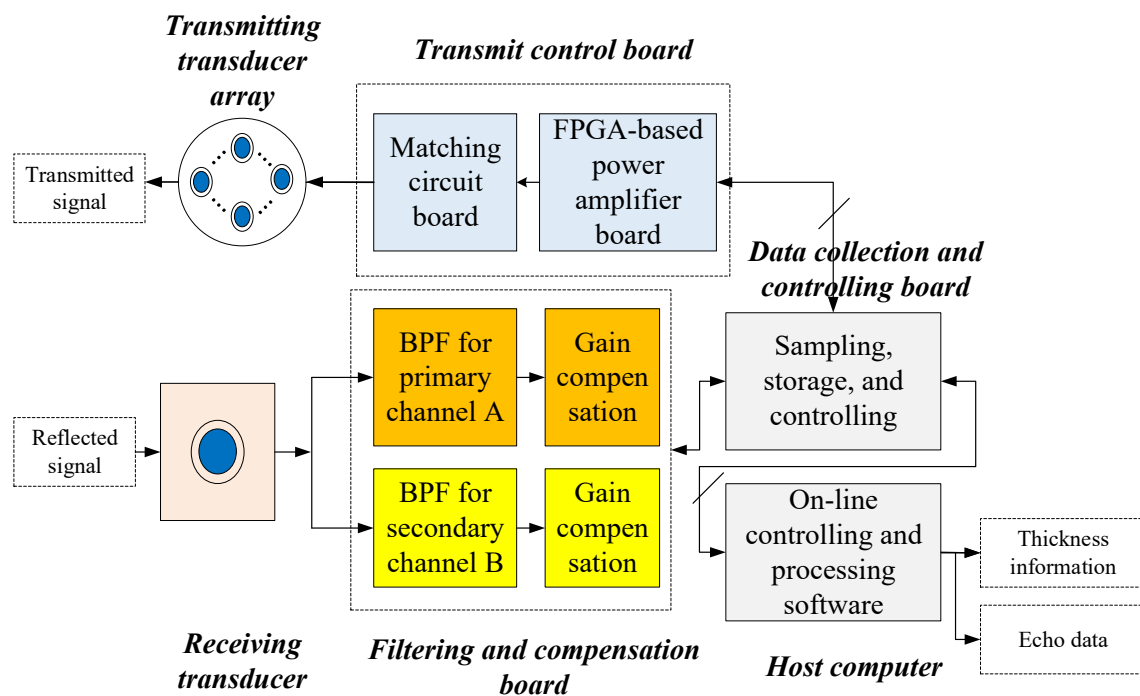 Transmitting
transducer
array
Transmit control board
Transmitted
signal
Matching
circuit
board
FPGA-based
power
amplifier
board
Data collection and
controlling board
Reflected
signal
BPF for
primary
channel A
Gain
compen
sation
Sampling,
storage, and
controlling
BPF for
secondary
channel B
Gain
compen
sation
On-line
controlling and
processing
software
Thickness
information
Echo data
Receiving
transducer
Filtering and compensation
board
Host computer